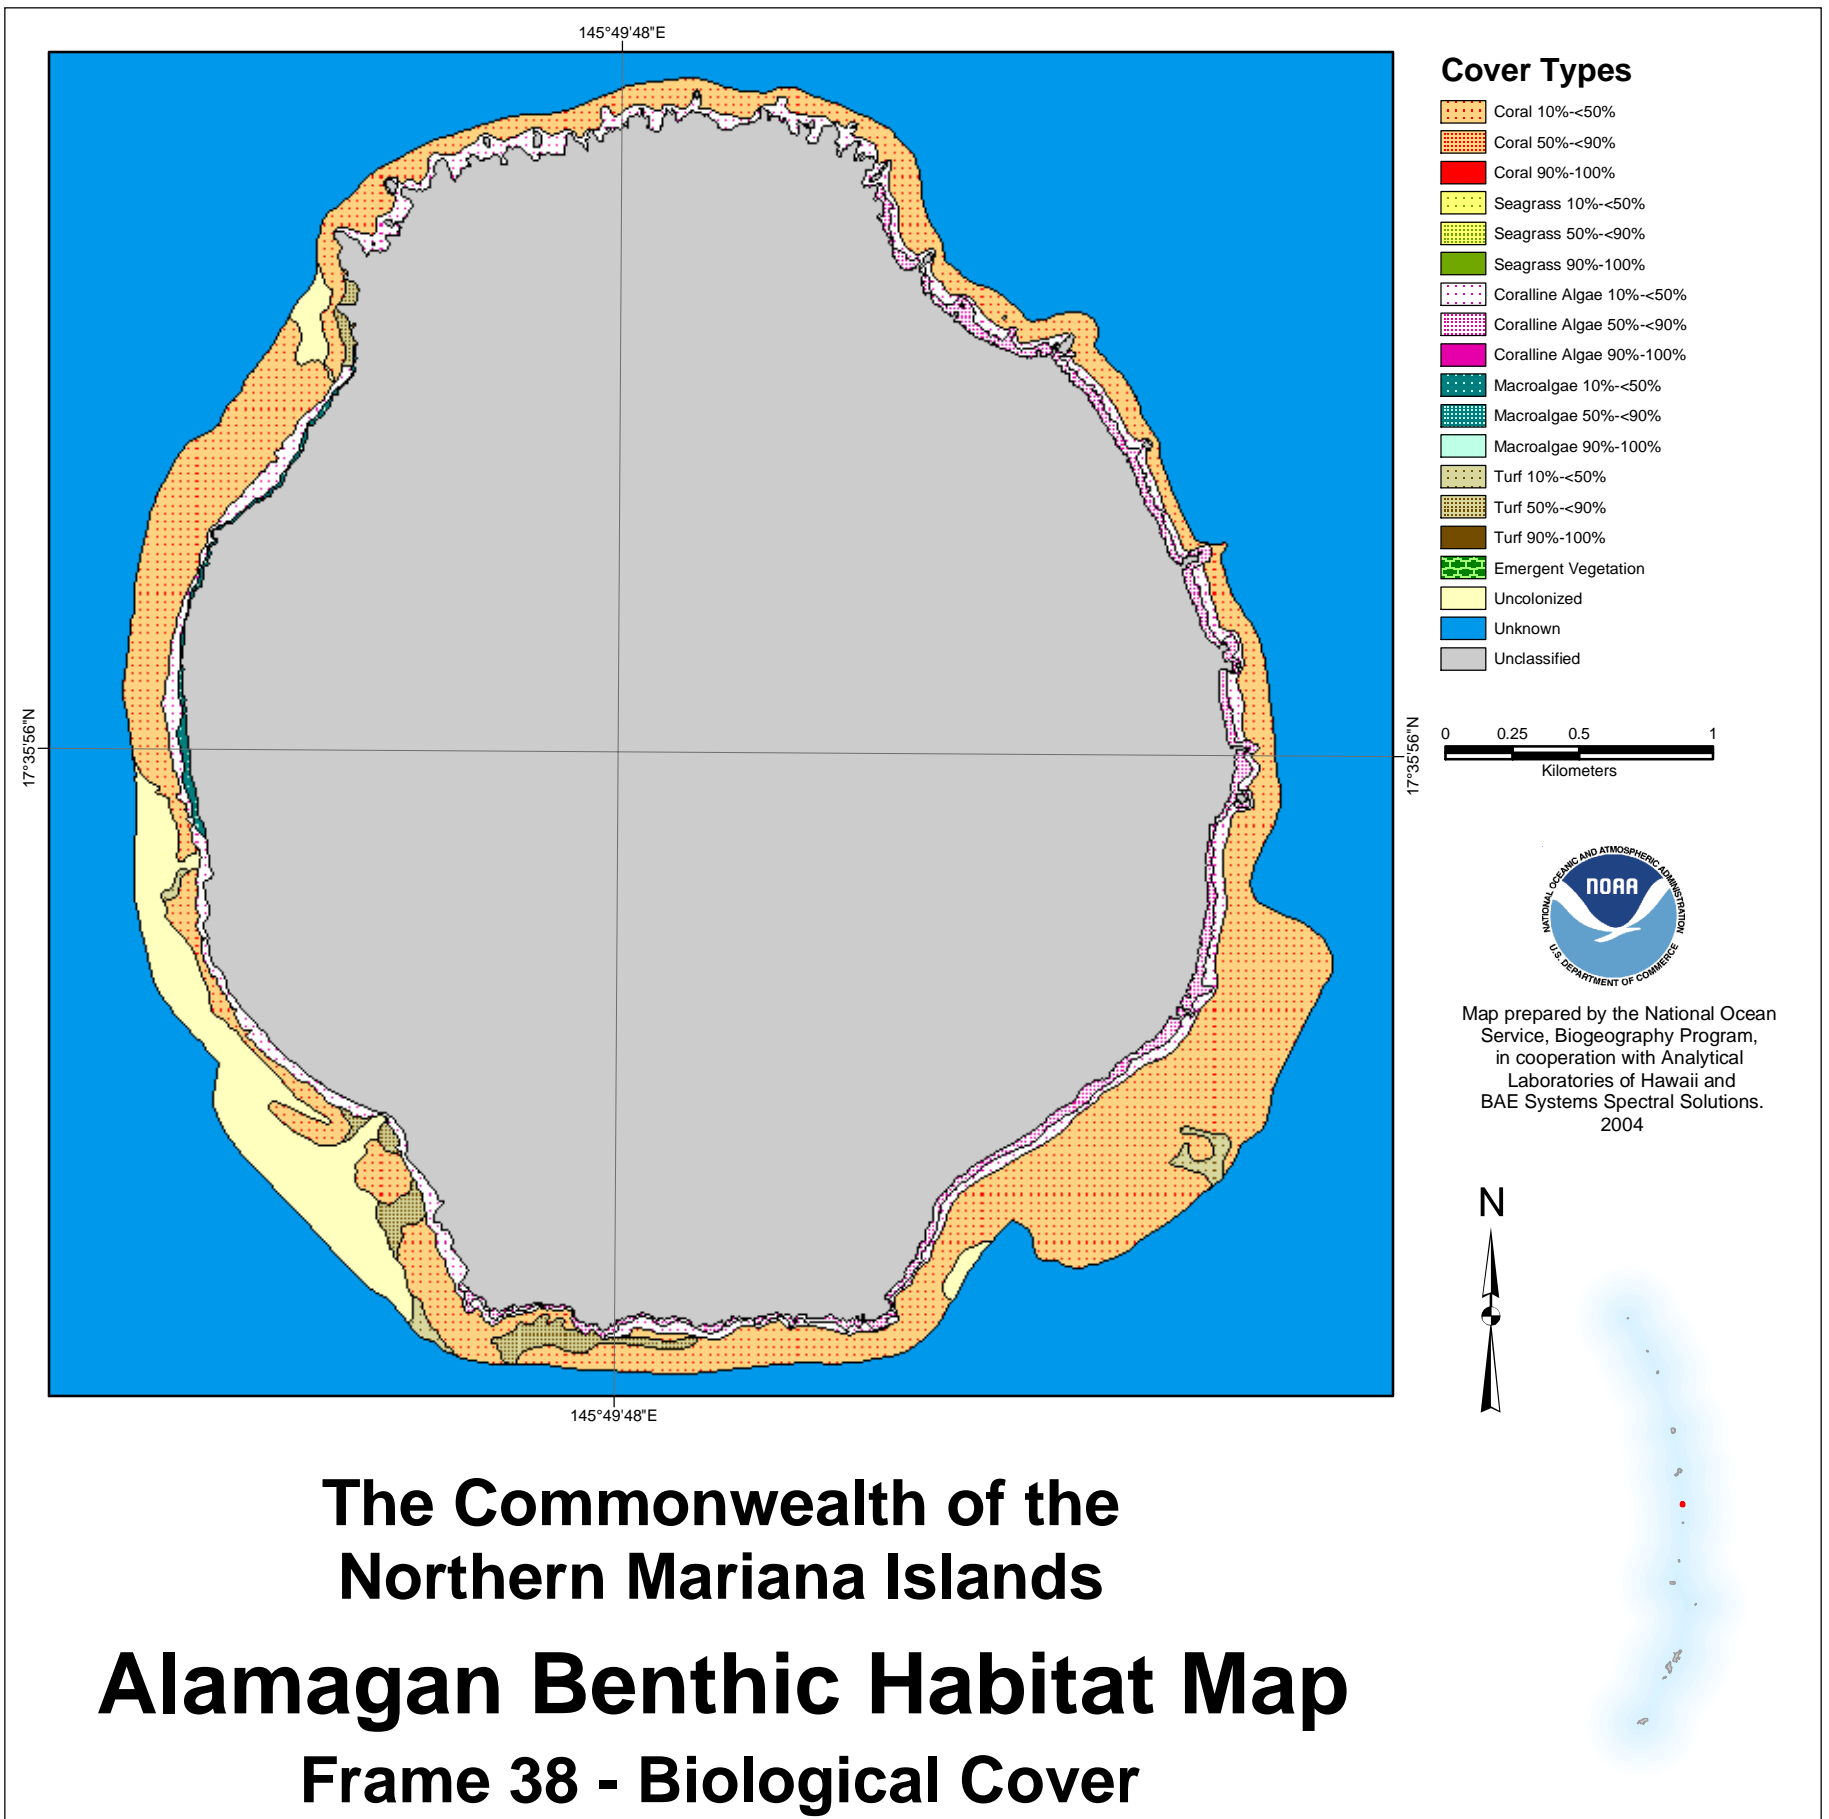 145°49'48"E
17°35'56"N
17°35'56"N
145°49'48"E
Cover Types
Coral 10%-<50%
Coral 50%-<90%
Coral 90%-100%
Seagrass 10%-<50%
Seagrass 50%-<90%
Seagrass 90%-100%
Coralline Algae 10%-<50%
Coralline Algae 50%-<90%
Coralline Algae 90%-100%
Macroalgae 10%-<50%
Macroalgae 50%-<90%
Macroalgae 90%-100%
Turf 10%-<50%
Turf 50%-<90%
Turf 90%-100%
Emergent Vegetation
Uncolonized
Unknown
Unclassified
0 0.25 0.5 1
Kilometers
NATIONAL OCEANIC AND ATMOSPHERIC ADMINISTRATION
NOAA
U.S. DEPARTMENT OF COMMERCE
Map prepared by the National Ocean
Service, Biogeography Program,
in cooperation with Analytical
Laboratories of Hawaii and
BAE Systems Spectral Solutions.
2004
N
The Commonwealth of the
Northern Mariana Islands
Alamagan Benthic Habitat Map
Frame 38 - Biological Cover